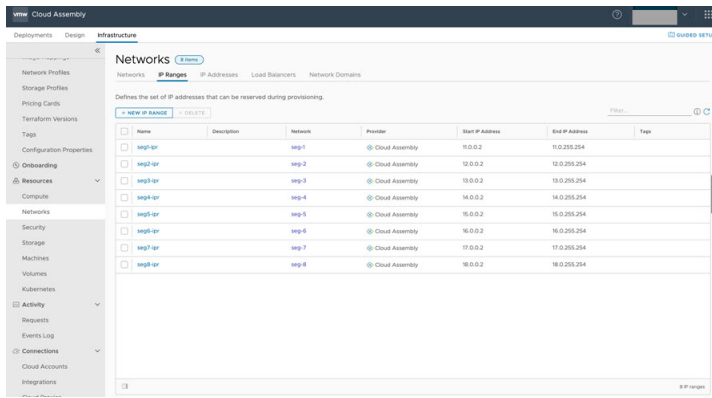 vmw Cloud Assembly
Deployments Design Infrastructure
GUIDED SETU
Networks 8 items
Networks IP Ranges IP Addresses Load Balancers Network Domains
Defines the set of IP addresses that can be reserved during provisioning.
+ NEW IP RANGE × DELETE
Filter...
Name Description Network Provider Start IP Address End IP Address Tags
seg1-ipr seg-1 Cloud Assembly 11.0.0.2 11.0.255.254
seg2-ipr seg-2 Cloud Assembly 12.0.0.2 12.0.255.254
seg3-ipr seg-3 Cloud Assembly 13.0.0.2 13.0.255.254
seg4-ipr seg-4 Cloud Assembly 14.0.0.2 14.0.255.254
seg5-ipr seg-5 Cloud Assembly 15.0.0.2 15.0.255.254
seg6-ipr seg-6 Cloud Assembly 16.0.0.2 16.0.255.254
seg7-ipr seg-7 Cloud Assembly 17.0.0.2 17.0.255.254
seg8-ipr seg-8 Cloud Assembly 18.0.0.2 18.0.255.254
8 IP ranges
Network Profiles
Storage Profiles
Pricing Cards
Terraform Versions
Tags
Configuration Properties
Onboarding
Resources
Compute
Networks
Security
Storage
Machines
Volumes
Kubernetes
Activity
Requests
Events Log
Connections
Cloud Accounts
Integrations